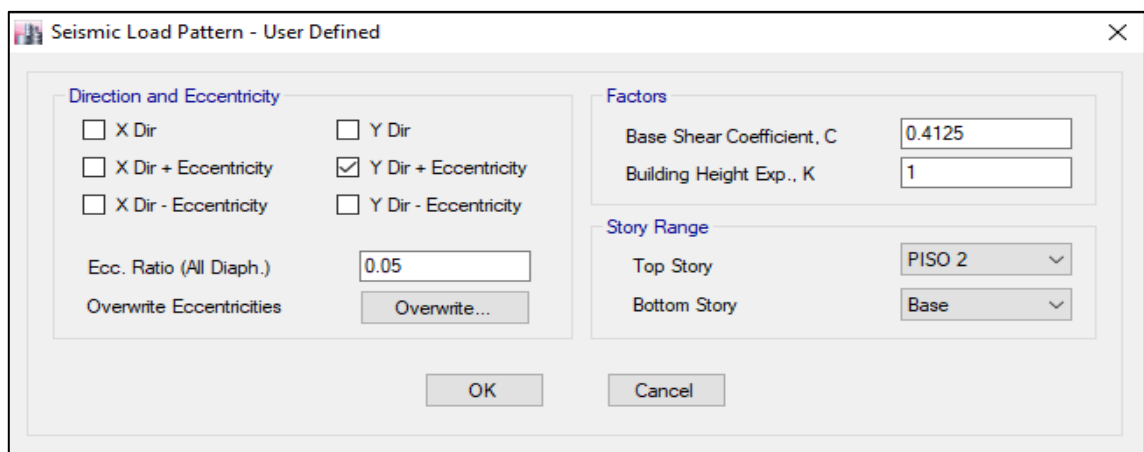 Seismic Load Pattern - User Defined
Direction and Eccentricity
X Dir Y Dir
X Dir + Eccentricity Y Dir + Eccentricity
X Dir - Eccentricity Y Dir - Eccentricity
Ecc. Ratio (All Diaph.) 0.05
Overwrite Eccentricities Overwrite...
Factors
Base Shear Coefficient, C 0.4125
Building Height Exp., K 1
Story Range
Top Story PISO 2
Bottom Story Base
OK Cancel